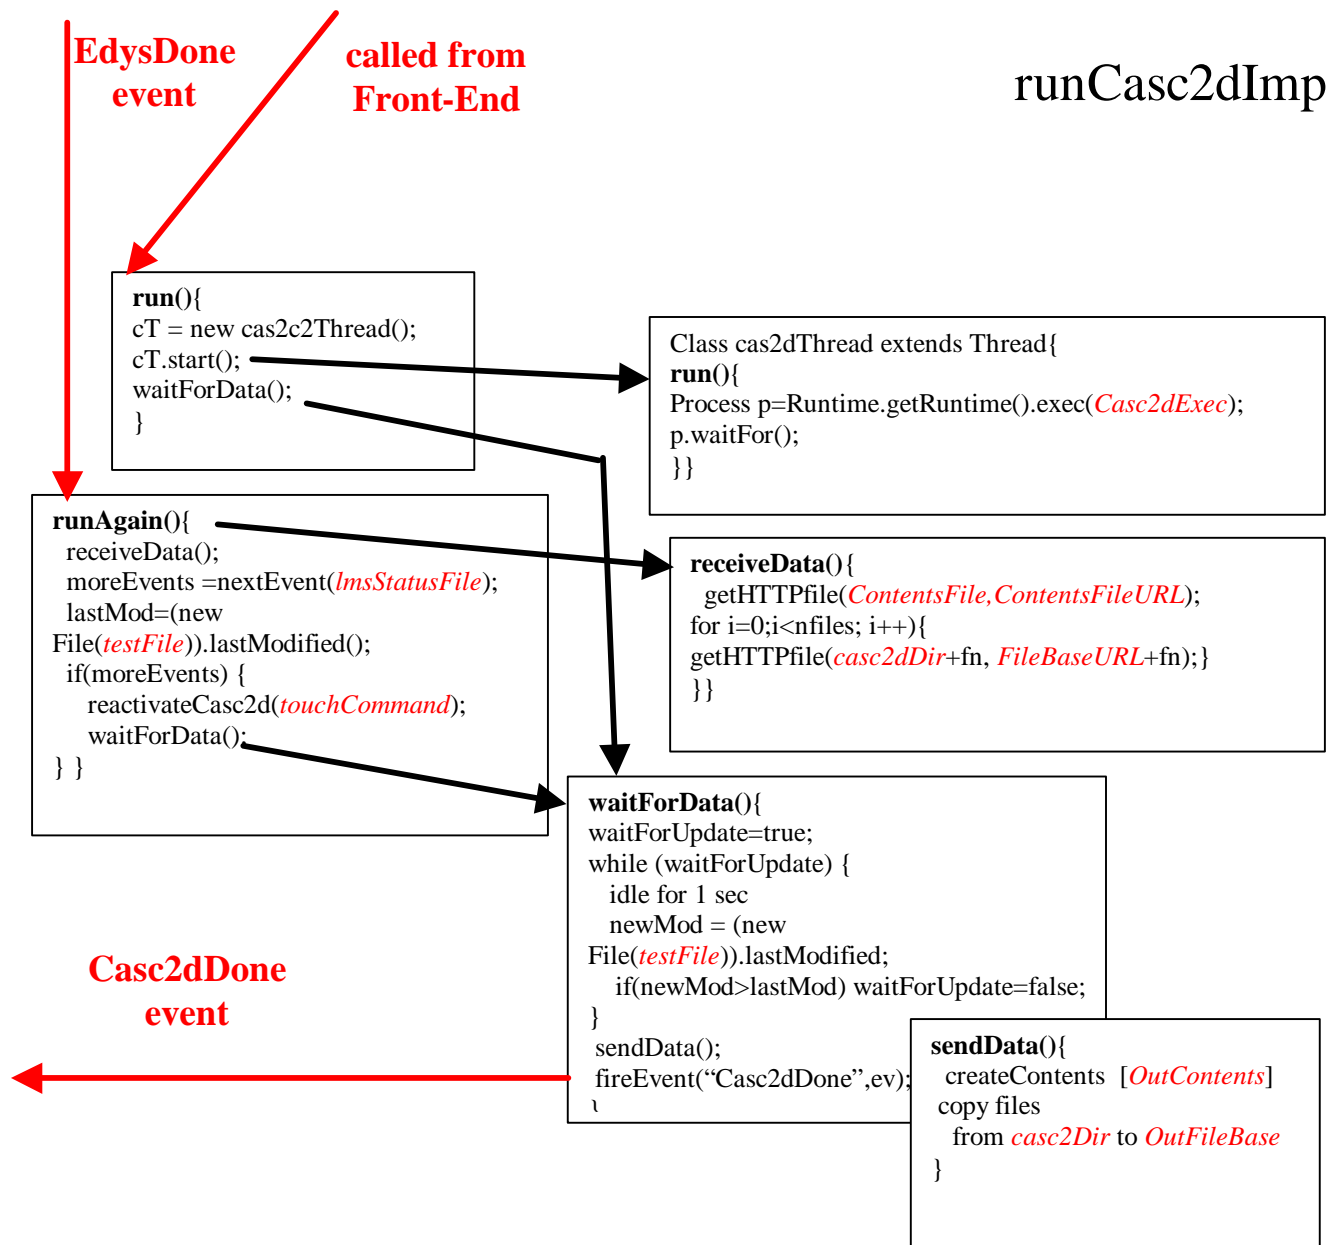 EdysDone
event
called from
Front-End
runCasc2dImp
run(){
cT = new cas2c2Thread();
cT.start();
waitForData();
}
Class cas2dThread extends Thread{
run(){
Process p=Runtime.getRuntime().exec(Casc2dExec);
p.waitFor();
}}
runAgain(){
receiveData();
moreEvents =nextEvent(lmsStatusFile);
lastMod=(new
File(testFile)).lastModified();
if(moreEvents) {
reactivateCasc2d(touchCommand);
waitForData();
} }
receiveData(){
getHTTPfile(ContentsFile,ContentsFileURL);
for i=0;i<nfiles; i++){
getHTTPfile(casc2dDir+fn, FileBaseURL+fn);}
}}
waitForData(){
waitForUpdate=true;
while (waitForUpdate) {
idle for 1 sec
newMod = (new
File(testFile)).lastModified;
if(newMod>lastMod) waitForUpdate=false;
}
sendData();
fireEvent(“Casc2dDone”,ev);
}
Casc2dDone
event
sendData(){
createContents [OutContents]
copy files
from casc2Dir to OutFileBase
}